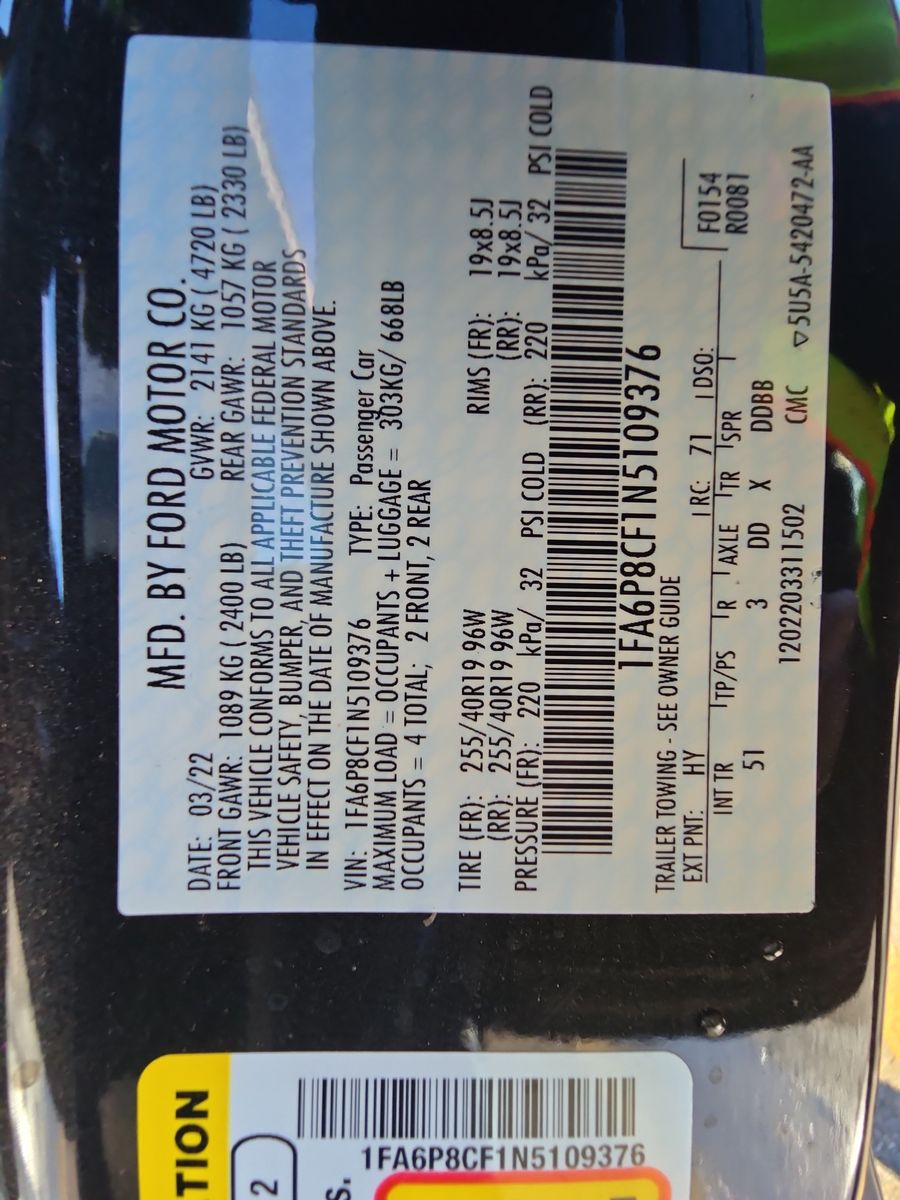 MFD. BY FORD MOTOR CO.
DATE: 03/22 GVWR: 2141 KG ( 4720 LB)
FRONT GAWR: 1089 KG ( 2400 LB) REAR GAWR: 1057 KG ( 2330 LB)
THIS VEHICLE CONFORMS TO ALL APPLICABLE FEDERAL MOTOR
VEHICLE SAFETY, BUMPER, AND THEFT PREVENTION STANDARDS
IN EFFECT ON THE DATE OF MANUFACTURE SHOWN ABOVE.
VIN: 1FA6P8CF1N5109376 TYPE: Passenger Car
MAXIMUM LOAD = OCCUPANTS + LUGGAGE = 303KG/ 668LB
OCCUPANTS = 4 TOTAL; 2 FRONT, 2 REAR
TIRE (FR): 255/40R19 96W RIMS (FR): 19x8.5J
(RR): 255/40R19 96W (RR): 19x8.5J
PRESSURE (FR): 220 kPa/ 32 PSI COLD (RR): 220 kPa/ 32 PSI COLD
1FA6P8CF1N5109376
TRAILER TOWING - SEE OWNER GUIDE
EXT PNT: HY RC: 71 DSO: F0154
INT TR TP/PS R AXLE TR SPR R0081
51 3 DD X DDBB
1202203311502 CMC ▽5U5A-5420472-AA
TION
2
S.
1FA6P8CF1N5109376